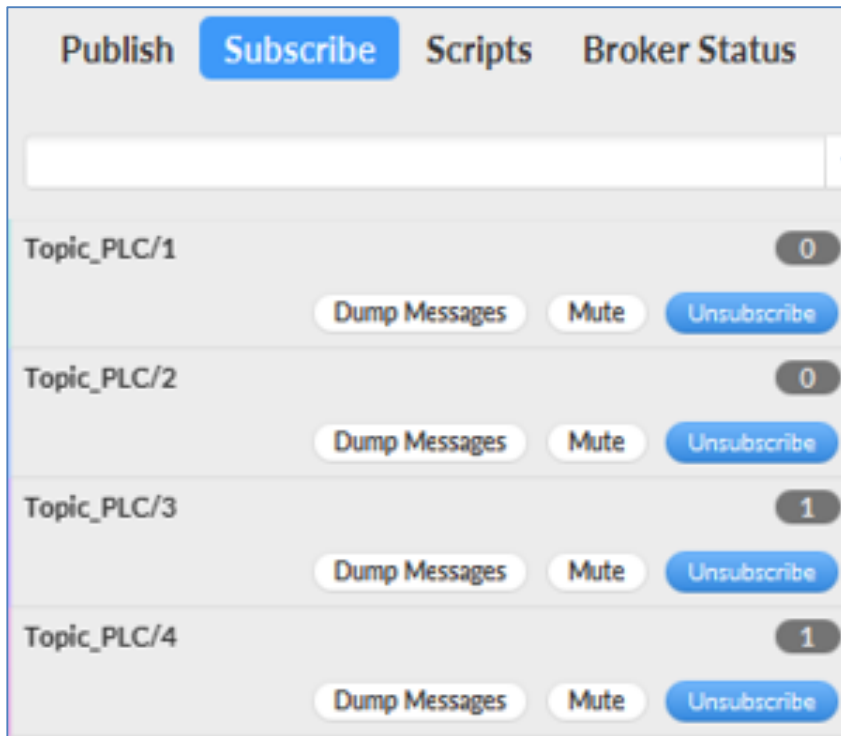 Publish Subscribe Scripts Broker Status
Topic_PLC/1 0
Dump Messages Mute Unsubscribe
Topic_PLC/2 0
Dump Messages Mute Unsubscribe
Topic_PLC/3 1
Dump Messages Mute Unsubscribe
Topic_PLC/4 1
Dump Messages Mute Unsubscribe